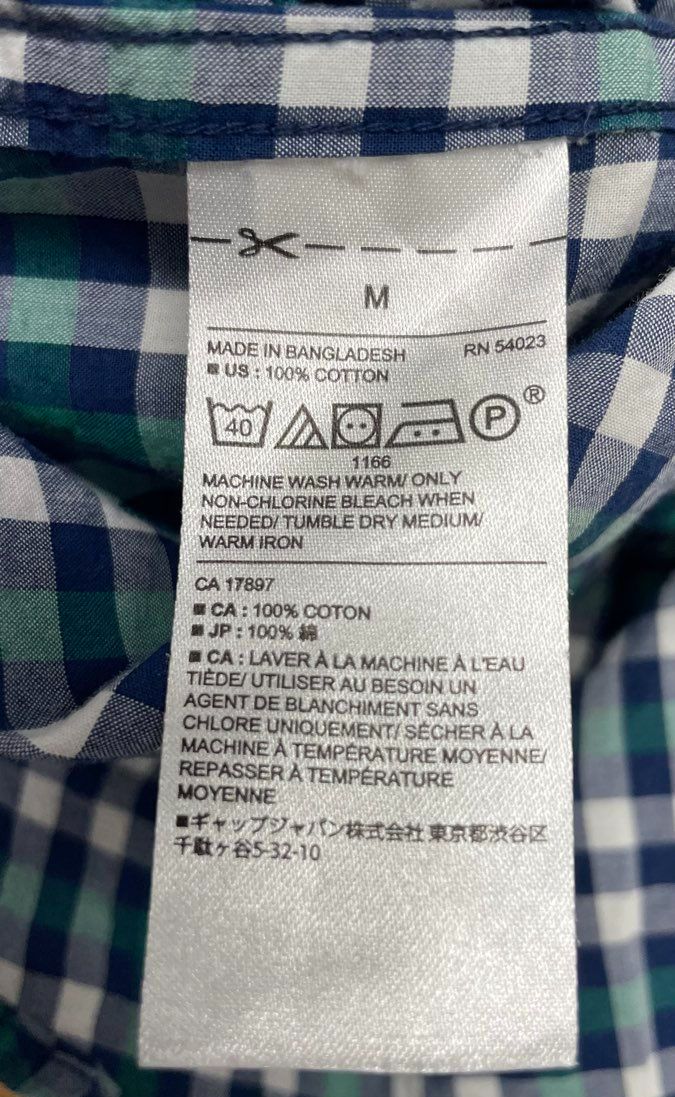 M
MADE IN BANGLADESH RN 54023
■ US : 100% COTTON
40 P ®
1166
MACHINE WASH WARM/ ONLY
NON-CHLORINE BLEACH WHEN
NEEDED/ TUMBLE DRY MEDIUM/
WARM IRON
CA 17897
■ CA : 100% COTON
■ JP : 100% 綿
■ CA : LAVER À LA MACHINE À L'EAU
TIÈDE/ UTILISER AU BESOIN UN
AGENT DE BLANCHIMENT SANS
CHLORE UNIQUEMENT/ SÉCHER À LA
MACHINE À TEMPÉRATURE MOYENNE/
REPASSER À TEMPÉRATURE
MOYENNE
■ギャップジャパン株式会社 東京都渋谷区
千駄ヶ谷5-32-10